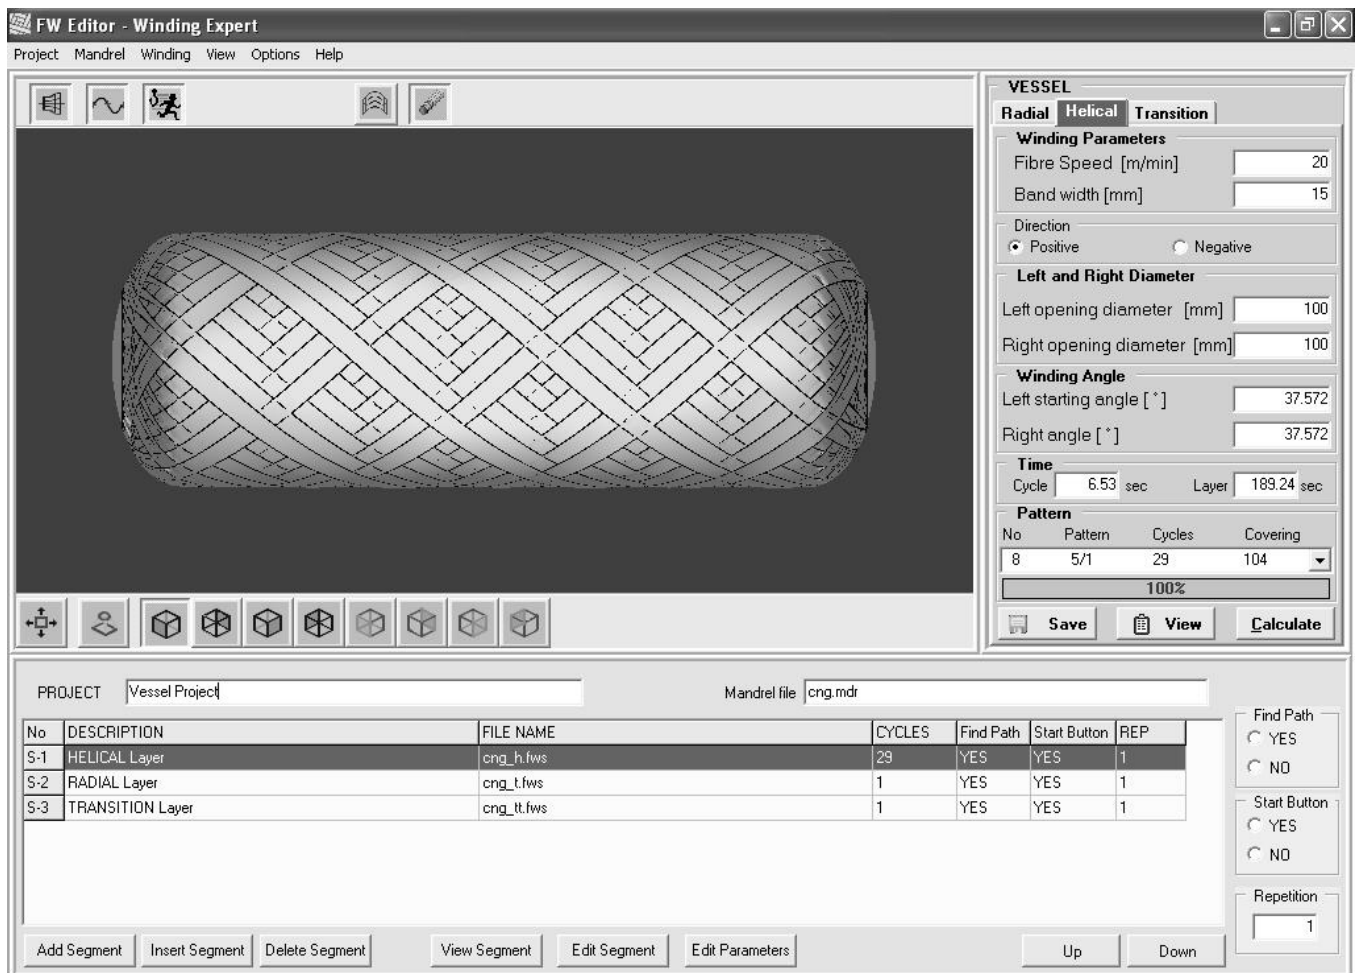 FW Editor - Winding Expert
Project Mandrel Winding View Options Help
VESSEL
Radial Helical Transition
Winding Parameters
Fibre Speed [m/min] 20
Band width [mm] 15
Direction
Positive Negative
Left and Right Diameter
Left opening diameter [mm] 100
Right opening diameter [mm] 100
Winding Angle
Left starting angle [°] 37.572
Right angle [°] 37.572
Time
Cycle 6.53 sec Layer 189.24 sec
Pattern
No Pattern Cycles Covering
8 5/1 29 104
100%
Save View Calculate
PROJECT Vessel Project Mandrel file cng.mdr
No DESCRIPTION FILE NAME CYCLES Find Path Start Button REP
S-1 HELICAL Layer cng_h.fws 29 YES YES 1
S-2 RADIAL Layer cng_t.fws 1 YES YES 1
S-3 TRANSITION Layer cng_tt.fws 1 YES YES 1
Find Path
YES
NO
Start Button
YES
NO
Repetition
1
Add Segment Insert Segment Delete Segment View Segment Edit Segment Edit Parameters Up Down